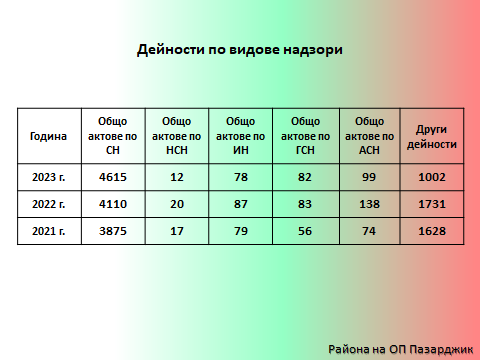 Дейности по видове надзори
Година | Общо актове по СН | Общо актове по НСН | Общо актове по ИН | Общо актове по ГСН | Общо актове по АСН | Други дейности
2023 г. | 4615 | 12 | 78 | 82 | 99 | 1002
2022 г. | 4110 | 20 | 87 | 83 | 138 | 1731
2021 г. | 3875 | 17 | 79 | 56 | 74 | 1628
Района на ОП Пазарджик